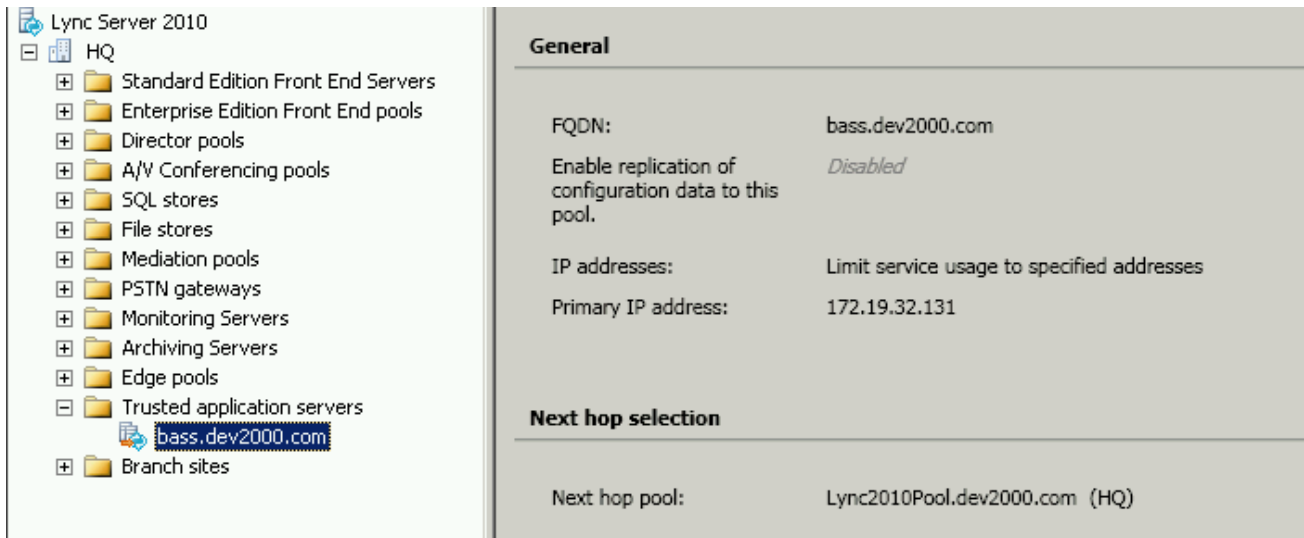 Lync Server 2010
HQ
Standard Edition Front End Servers
Enterprise Edition Front End pools
Director pools
A/V Conferencing pools
SQL stores
File stores
Mediation pools
PSTN gateways
Monitoring Servers
Archiving Servers
Edge pools
Trusted application servers
bass.dev2000.com
Branch sites
General
FQDN: bass.dev2000.com
Enable replication of Disabled
configuration data to this
pool.
IP addresses: Limit service usage to specified addresses
Primary IP address: 172.19.32.131
Next hop selection
Next hop pool: Lync2010Pool.dev2000.com (HQ)